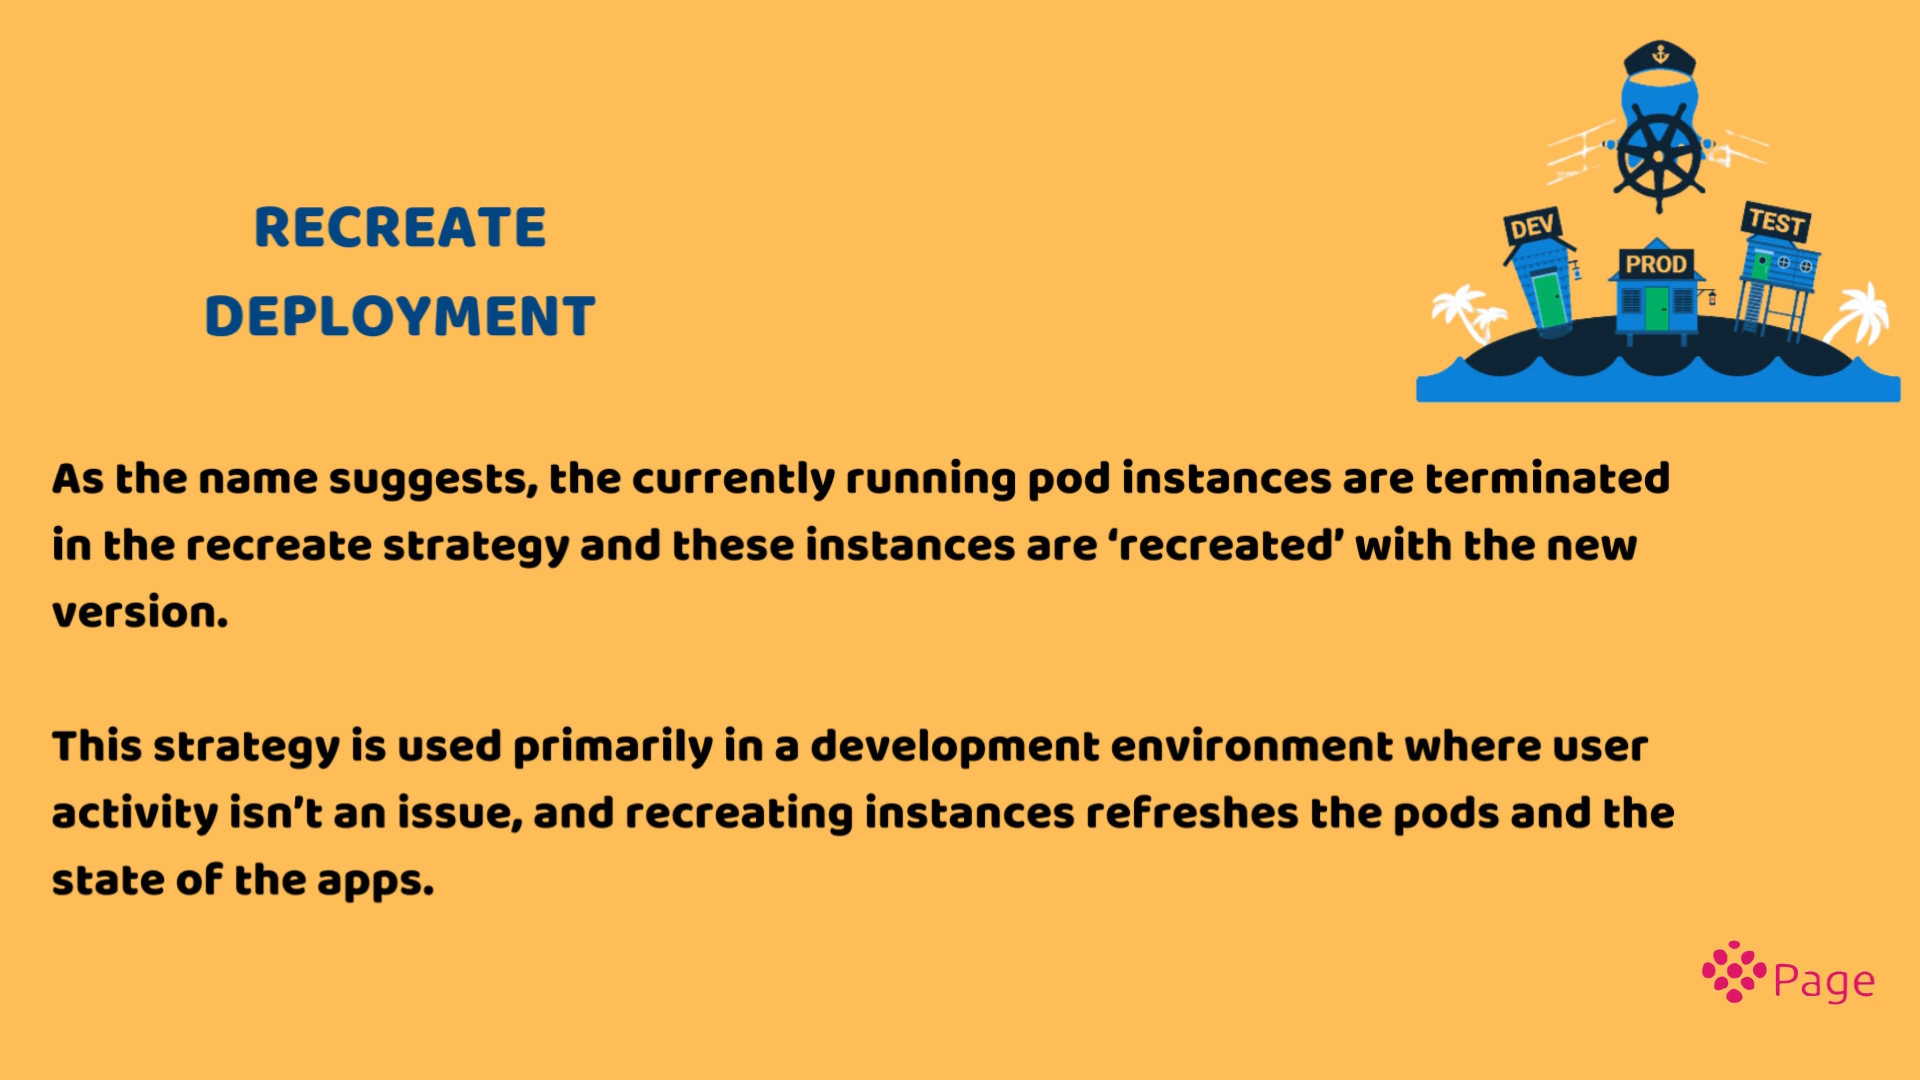 RECREATE
DEPLOYMENT
DEV
PROD
TEST
As the name suggests, the currently running pod instances are terminated
in the recreate strategy and these instances are ‘recreated’ with the new
version.
This strategy is used primarily in a development environment where user
activity isn’t an issue, and recreating instances refreshes the pods and the
state of the apps.
Page